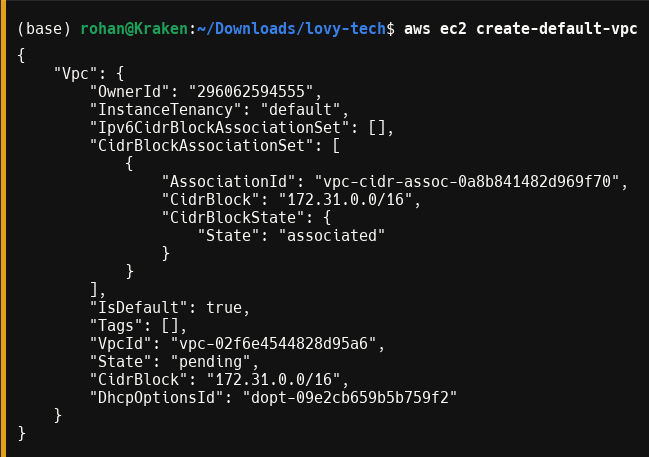 (base) rohan@Kraken:~/Downloads/lovy-tech$ aws ec2 create-default-vpc
{
    "Vpc": {
        "OwnerId": "296062594555",
        "InstanceTenancy": "default",
        "Ipv6CidrBlockAssociationSet": [],
        "CidrBlockAssociationSet": [
            {
                "AssociationId": "vpc-cidr-assoc-0a8b841482d969f70",
                "CidrBlock": "172.31.0.0/16",
                "CidrBlockState": {
                    "State": "associated"
                }
            }
        ],
        "IsDefault": true,
        "Tags": [],
        "VpcId": "vpc-02f6e4544828d95a6",
        "State": "pending",
        "CidrBlock": "172.31.0.0/16",
        "DhcpOptionsId": "dopt-09e2cb659b5b759f2"
    }
}